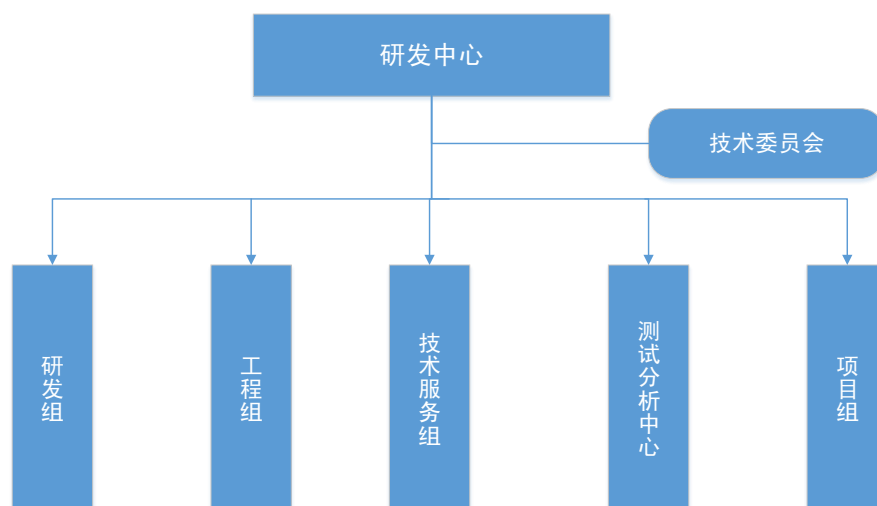 研发中心
技术委员会
研发组
工程组
技术服务组
测试分析中心
项目组